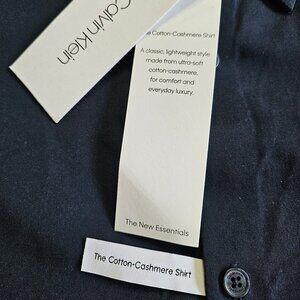 Calvin Klein
The Cotton-Cashmere Shirt
A classic, lightweight style
made from ultra-soft
cotton-cashmere,
for comfort and
everyday luxury.
The New Essentials
The Cotton-Cashmere Shirt